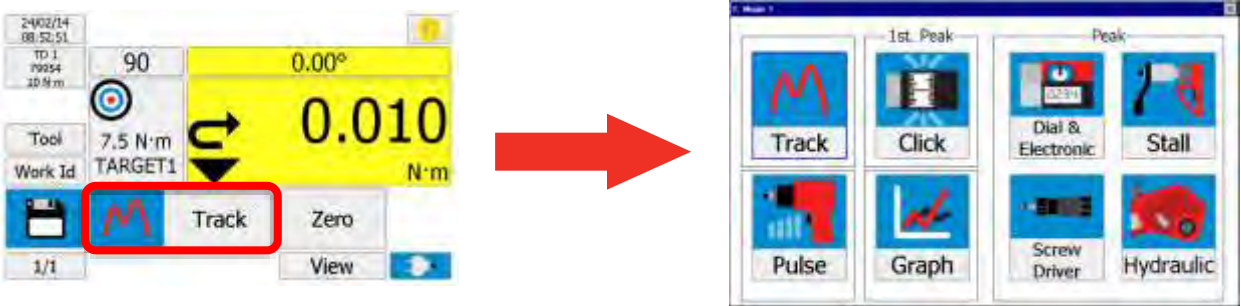 24/02/14
08:52:51
TD 1
79954
10 N·m
90
0.00°
0.010
N·m
7.5 N·m
TARGET1
Tool
Work Id
Track
Zero
1/1
View
1st. Peak
Peak
Track
Click
Dial &
Electronic
Stall
Pulse
Graph
Screw
Driver
Hydraulic